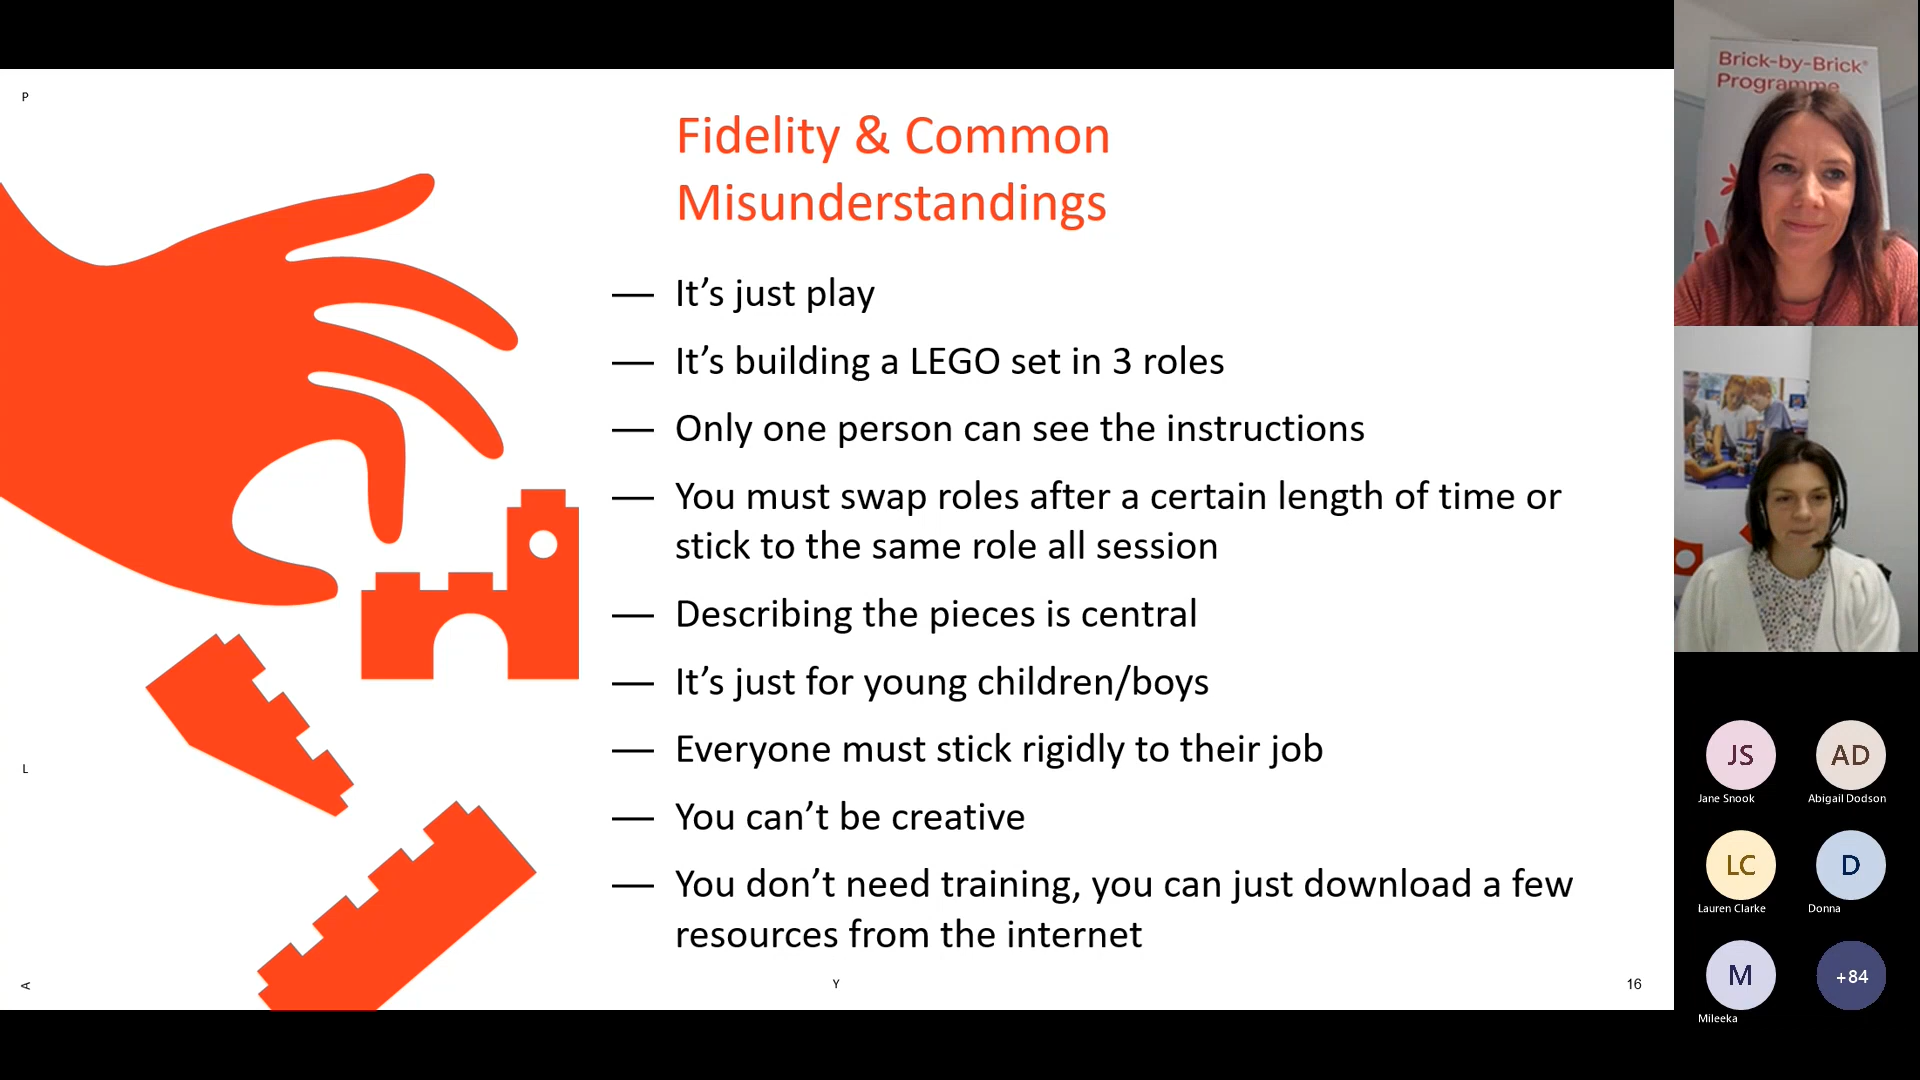 P
Fidelity & Common
Misunderstandings
— It’s just play
— It’s building a LEGO set in 3 roles
— Only one person can see the instructions
— You must swap roles after a certain length of time or
stick to the same role all session
— Describing the pieces is central
— It’s just for young children/boys
— Everyone must stick rigidly to their job
— You can’t be creative
— You don’t need training, you can just download a few
resources from the internet
L
A
Y
16
Brick-by-Brick®
Programme
JS
Jane Snook
AD
Abigail Dodson
LC
Lauren Clarke
D
Donna
M
Mileeka
+84